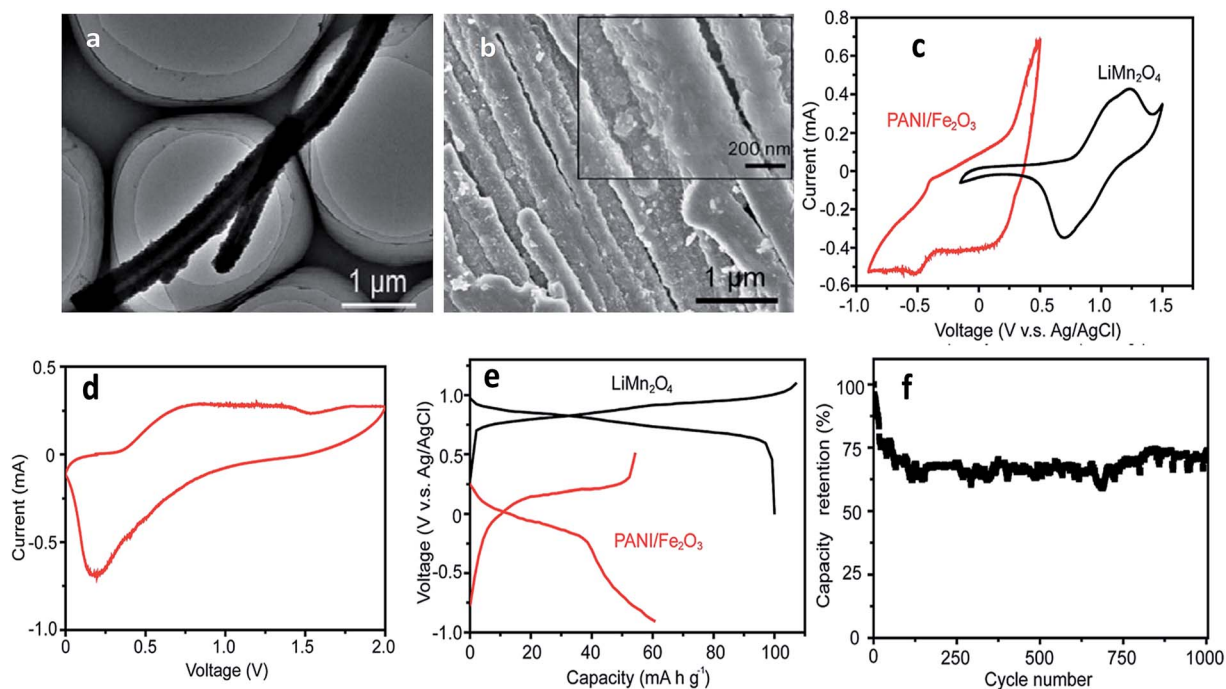 a
1 µm
b
200 nm
1 µm
c
LiMn₂O₄
PANI/Fe₂O₃
Current (mA)
0.8
0.6
0.4
0.2
0
-0.2
-0.4
-0.6
-1.0
-0.5
0
0.5
1.0
1.5
Voltage (V v.s. Ag/AgCl)
d
Current (mA)
0.5
0
-0.5
-1.0
0
0.5
1.0
1.5
2.0
Voltage (V)
e
LiMn₂O₄
PANI/Fe₂O₃
Voltage (V v.s. Ag/AgCl)
1.0
0.5
0
-0.5
-1.0
0
20
40
60
80
100
Capacity (mA h g⁻¹)
f
Capacity retention (%)
100
75
50
25
0
0
250
500
750
1000
Cycle number